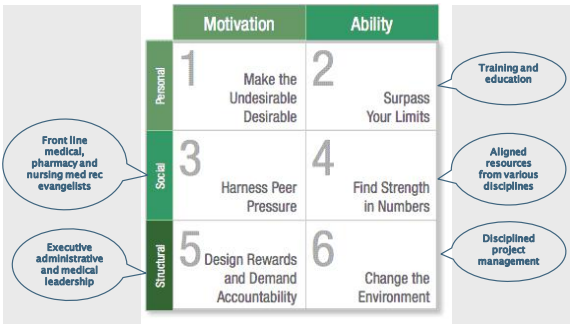 Motivation
Ability
Personal
1
Make the
Undesirable
Desirable
2
Surpass
Your Limits
Training and
education
Front line
medical,
pharmacy and
nursing med rec
evangelists
Social
3
Harness Peer
Pressure
4
Find Strength
in Numbers
Aligned
resources
from various
disciplines
Executive
administrative
and medical
leadership
Structural
5
Design Rewards
and Demand
Accountability
6
Change the
Environment
Disciplined
project
management